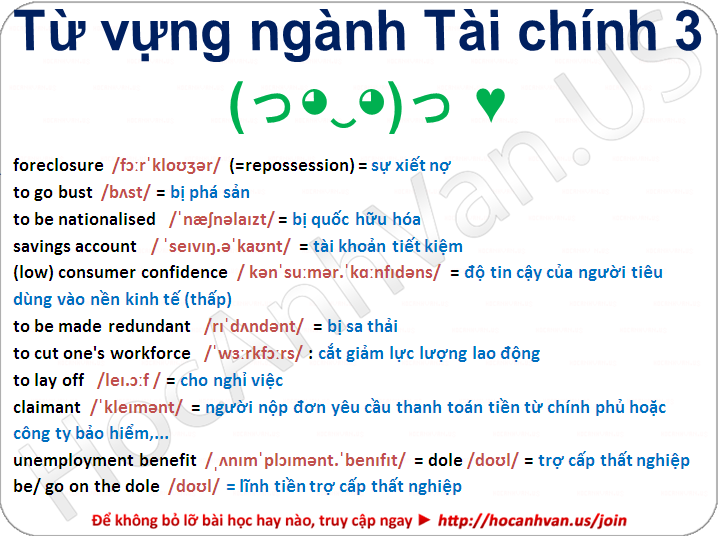 Từ vựng ngành Tài chính 3
(っ◕‿◕)っ ♥
foreclosure /fɔːrˈkloʊʒər/ (=repossession) = sự xiết nợ
to go bust /bʌst/ = bị phá sản
to be nationalised /ˈnæʃnəlaɪzt/ = bị quốc hữu hóa
savings account / ˈseɪvɪŋ.əˈkaʊnt/ = tài khoản tiết kiệm
(low) consumer confidence / kənˈsuːmər.ˈkɑːnfɪdəns/ = độ tin cậy của người tiêu
dùng vào nền kinh tế (thấp)
to be made redundant /rɪˈdʌndənt/ = bị sa thải
to cut one's workforce /ˈwɜːrkfɔːrs/ : cắt giảm lực lượng lao động
to lay off /leɪ.ɔːf / = cho nghỉ việc
claimant /ˈkleɪmənt/ = người nộp đơn yêu cầu thanh toán tiền từ chính phủ hoặc
công ty bảo hiểm,...
unemployment benefit /ˌʌnɪmˈplɔɪmənt.ˈbenɪfɪt/ = dole /doʊl/ = trợ cấp thất nghiệp
be/ go on the dole /doʊl/ = lĩnh tiền trợ cấp thất nghiệp
Để không bỏ lỡ bài học hay nào, truy cập ngay ► http://hocanhvan.us/join
HocAnhVan.US